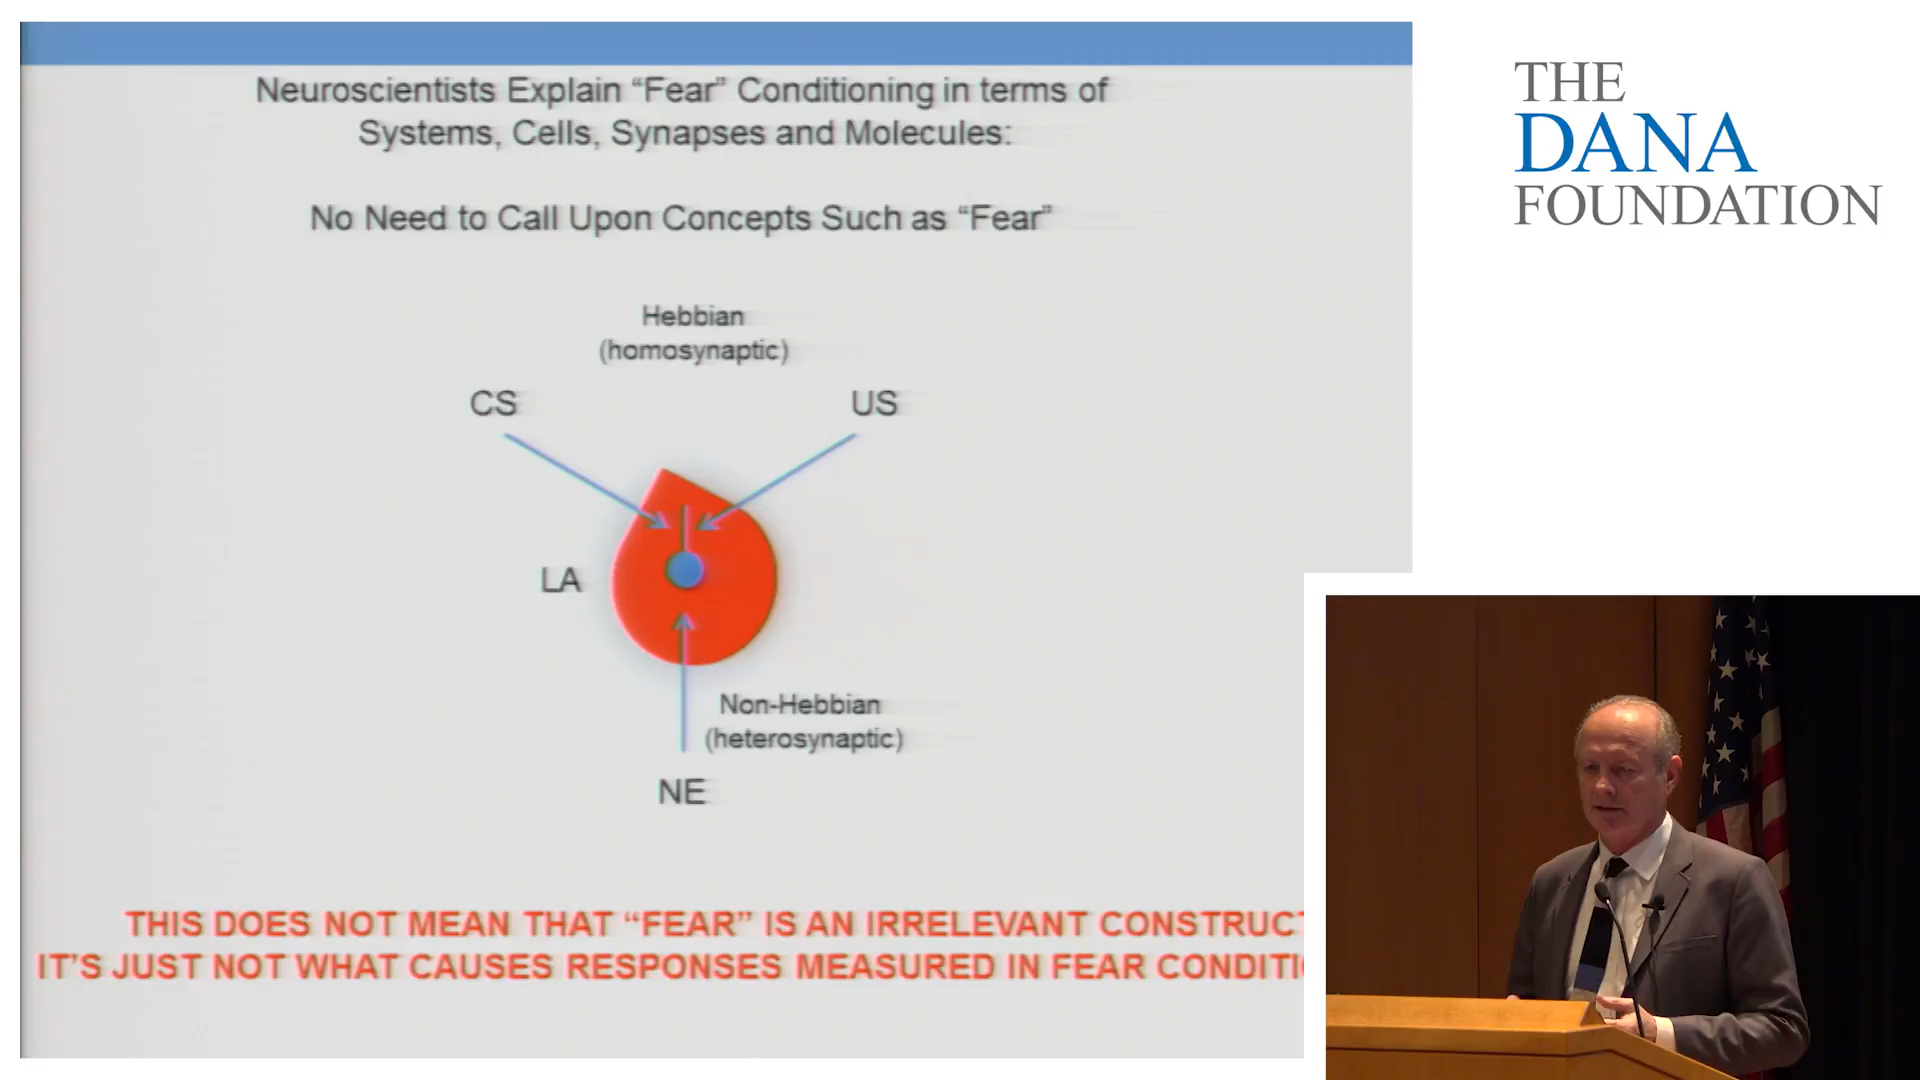 Neuroscientists Explain “Fear” Conditioning in terms of
Systems, Cells, Synapses and Molecules:
No Need to Call Upon Concepts Such as “Fear”
Hebbian
(homosynaptic)
CS
US
LA
Non-Hebbian
(heterosynaptic)
NE
THIS DOES NOT MEAN THAT “FEAR” IS AN IRRELEVANT CONSTRUCT
IT’S JUST NOT WHAT CAUSES RESPONSES MEASURED IN FEAR
THE
DANA
FOUNDATION